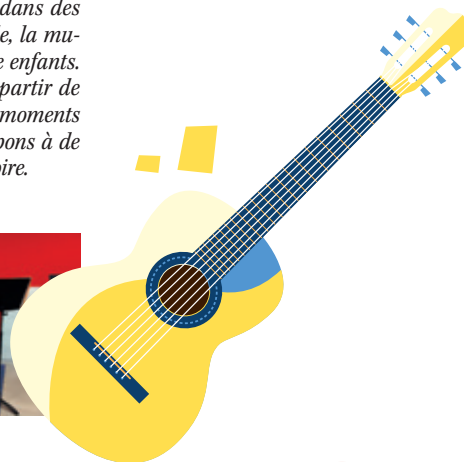 dans des
e, la mu-
e enfants.
partir de
moments
pons à de
oire.